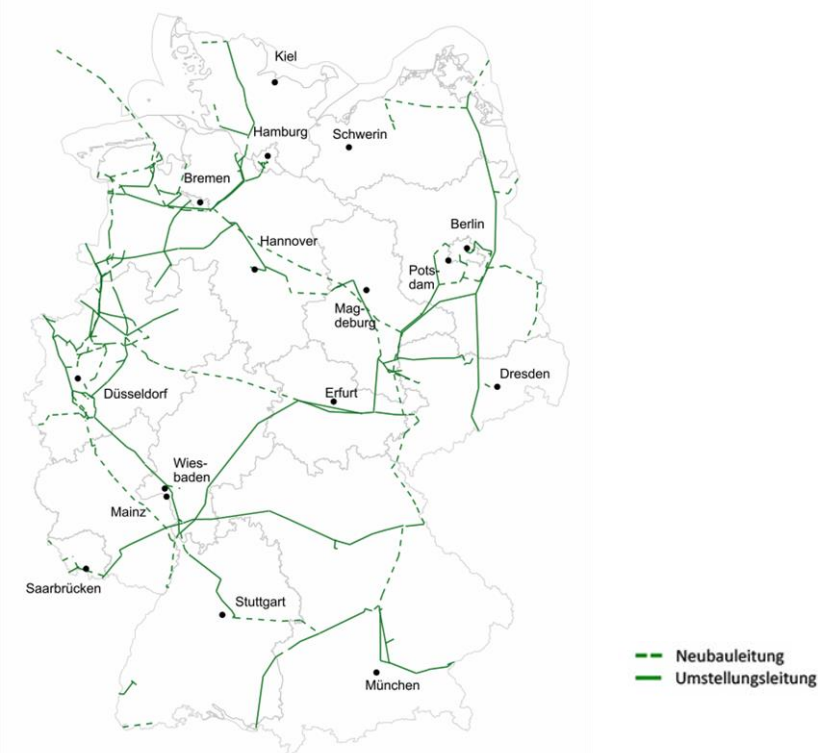 Kiel
Hamburg
Schwerin
Bremen
Berlin
Hannover
Pots-
dam
Mag-
deburg
Dresden
Düsseldorf
Erfurt
Wies-
baden
Mainz
Saarbrücken
Stuttgart
München
Neubauleitung
Umstellungsleitung